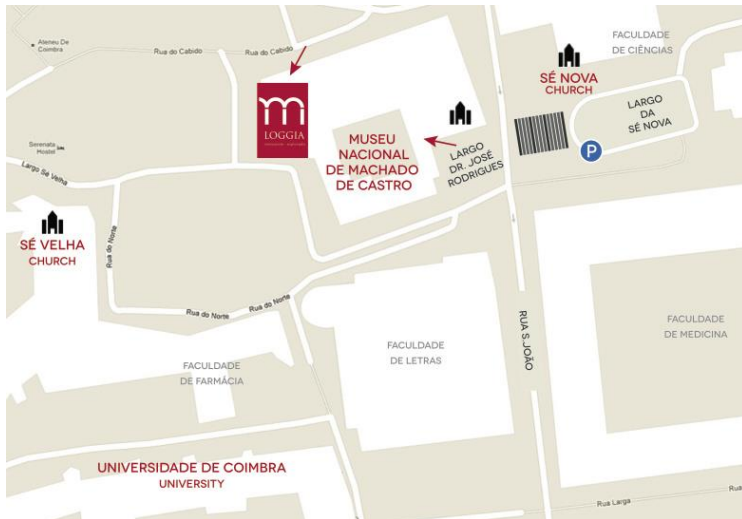 Ateneu De
Coimbra
Rua do Cabido
Rua do Cabido
FACULDADE
DE CIÊNCIAS
SÉ NOVA
CHURCH
LARGO
DA
SÉ NOVA
P
LOGGIA
MUSEU
NACIONAL
DE MACHADO
DE CASTRO
LARGO
DR. JOSÉ
RODRIGUES
Serenata
Hostel
Largo Sé Velha
SÉ VELHA
CHURCH
Rua do Norte
Rua do Norte
Rua do Norte
FACULDADE
DE LETRAS
RUA S.JOÃO
FACULDADE
DE MEDICINA
FACULDADE
DE FARMÁCIA
UNIVERSIDADE DE COIMBRA
UNIVERSITY
Rua Larga
Rua